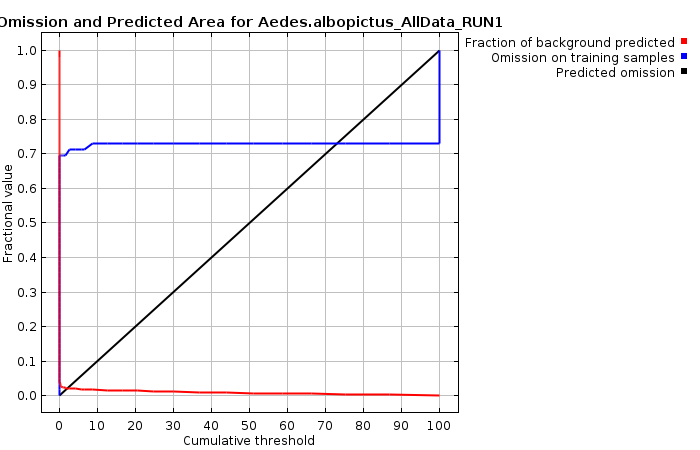 Omission and Predicted Area for Aedes.albopictus_AllData_RUN1
Fraction of background predicted
Omission on training samples
Predicted omission
Fractional value
1.0
0.9
0.8
0.7
0.6
0.5
0.4
0.3
0.2
0.1
0.0
0 10 20 30 40 50 60 70 80 90 100
Cumulative threshold